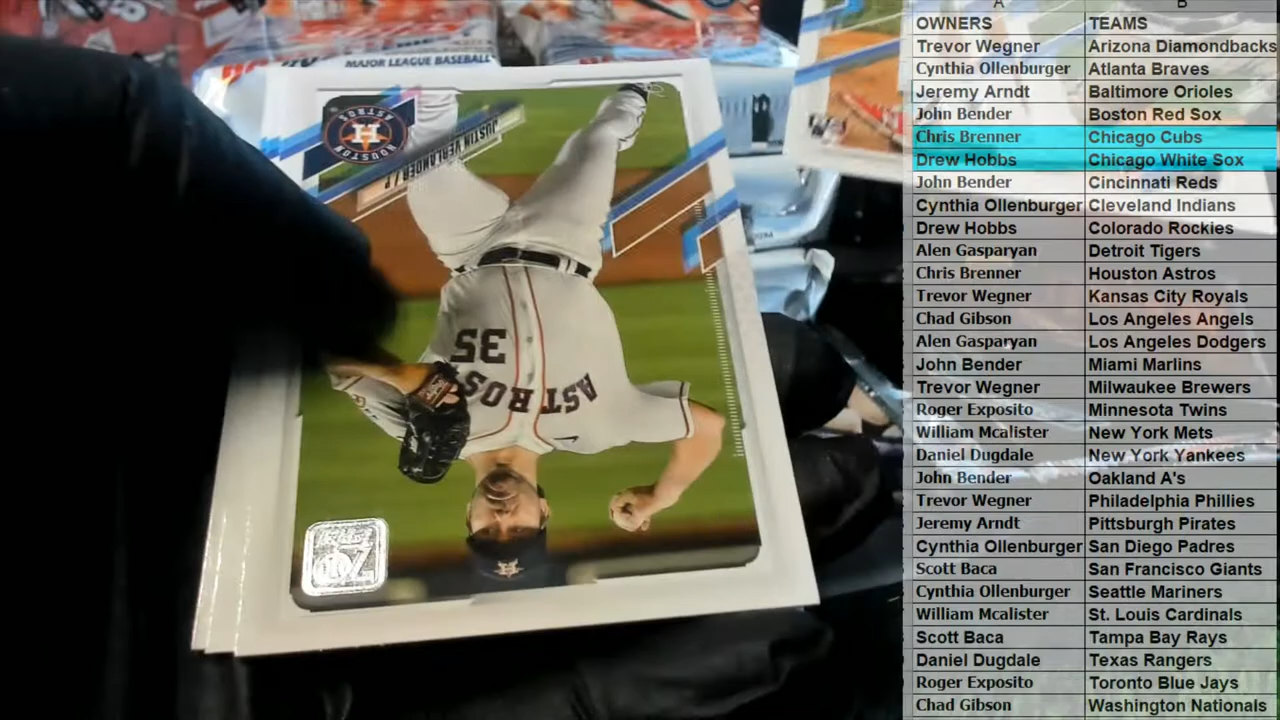 MAJOR LEAGUE BASEBALL
HOUSTON
ASTROS
JUSTIN VERLANDER / P
35
ASTROS
70
A
B
OWNERS TEAMS
Trevor Wegner Arizona Diamondbacks
Cynthia Ollenburger Atlanta Braves
Jeremy Arndt Baltimore Orioles
John Bender Boston Red Sox
Chris Brenner Chicago Cubs
Drew Hobbs Chicago White Sox
John Bender Cincinnati Reds
Cynthia Ollenburger Cleveland Indians
Drew Hobbs Colorado Rockies
Alen Gasparyan Detroit Tigers
Chris Brenner Houston Astros
Trevor Wegner Kansas City Royals
Chad Gibson Los Angeles Angels
Alen Gasparyan Los Angeles Dodgers
John Bender Miami Marlins
Trevor Wegner Milwaukee Brewers
Roger Exposito Minnesota Twins
William Mcalister New York Mets
Daniel Dugdale New York Yankees
John Bender Oakland A's
Trevor Wegner Philadelphia Phillies
Jeremy Arndt Pittsburgh Pirates
Cynthia Ollenburger San Diego Padres
Scott Baca San Francisco Giants
Cynthia Ollenburger Seattle Mariners
William Mcalister St. Louis Cardinals
Scott Baca Tampa Bay Rays
Daniel Dugdale Texas Rangers
Roger Exposito Toronto Blue Jays
Chad Gibson Washington Nationals